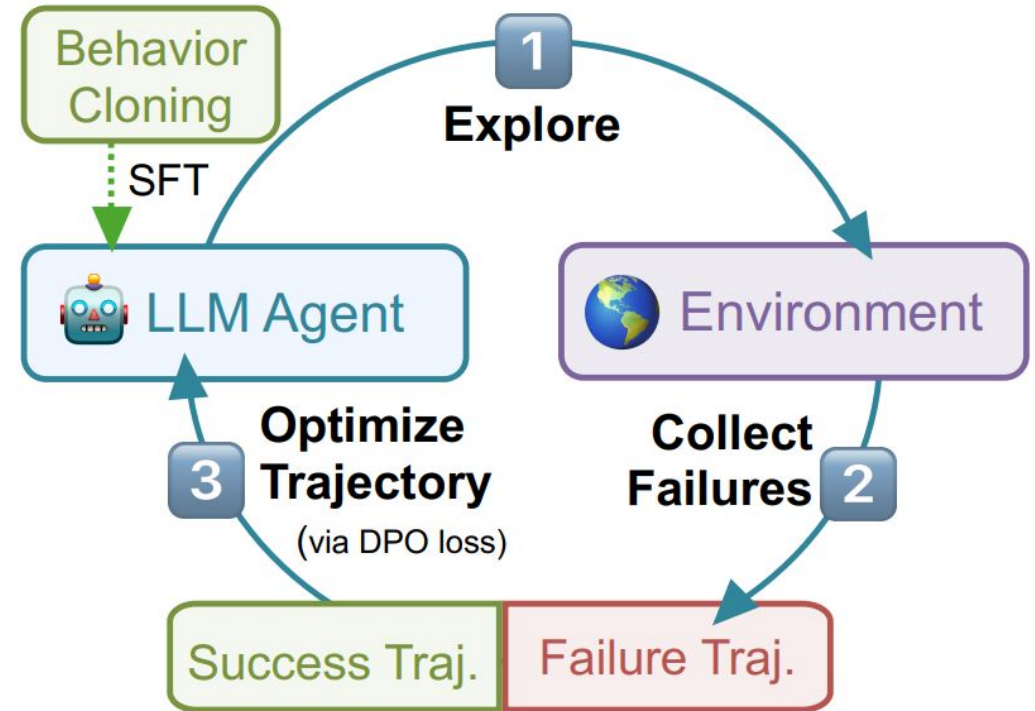 Behavior
Cloning
SFT
1
Explore
LLM Agent
Environment
Optimize
Trajectory
(via DPO loss)
3
Collect
Failures
2
Success Traj.
Failure Traj.